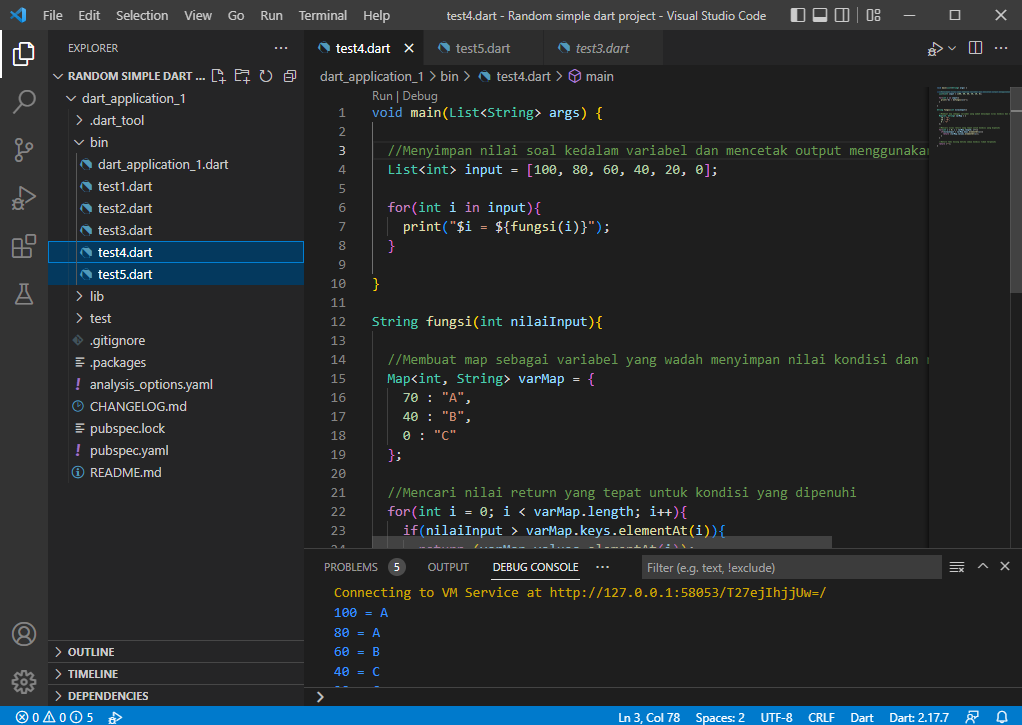 File Edit Selection View Go Run Terminal Help test4.dart - Random simple dart project - Visual Studio Code
EXPLORER
RANDOM SIMPLE DART ...
dart_application_1
.dart_tool
bin
dart_application_1.dart
test1.dart
test2.dart
test3.dart
test4.dart
test5.dart
lib
test
.gitignore
.packages
analysis_options.yaml
CHANGELOG.md
pubspec.lock
pubspec.yaml
README.md
OUTLINE
TIMELINE
DEPENDENCIES
test4.dart test5.dart test3.dart
dart_application_1 > bin > test4.dart > main
Run | Debug
1 void main(List<String> args) {
2
3 //Menyimpan nilai soal kedalam variabel dan mencetak output menggunakan
4 List<int> input = [100, 80, 60, 40, 20, 0];
5
6 for(int i in input){
7 print("$i = ${fungsi(i)}");
8 }
9
10 }
11
12 String fungsi(int nilaiInput){
13
14 //Membuat map sebagai variabel yang wadah menyimpan nilai kondisi dan
15 Map<int, String> varMap = {
16 70 : "A",
17 40 : "B",
18 0 : "C"
19 };
20
21 //Mencari nilai return yang tepat untuk kondisi yang dipenuhi
22 for(int i = 0; i < varMap.length; i++){
23 if(nilaiInput > varMap.keys.elementAt(i)){
24 return (varMap.values.elementAt(i));
PROBLEMS 5 OUTPUT DEBUG CONSOLE ... Filter (e.g. text, !exclude)
Connecting to VM Service at http://127.0.0.1:58053/T27ejIhjjUw=/
100 = A
80 = A
60 = B
40 = C
0 0 5 Ln 3, Col 78 Spaces: 2 UTF-8 CRLF Dart Dart: 2.17.7